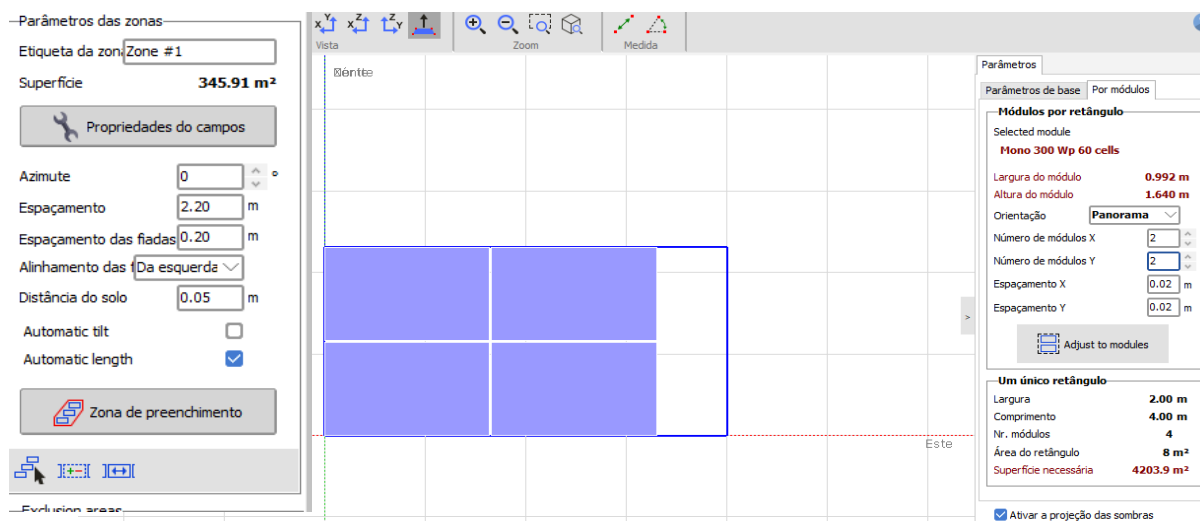 Parâmetros das zonas
Etiqueta da zon
Zone #1
Superfície
345.91 m²
Propriedades do campos
Azimute
0
º
Espaçamento
2.20
m
Espaçamento das fiadas
0.20
m
Alinhamento das f
Da esquerda
Distância do solo
0.05
m
Automatic tilt
Automatic length
Zona de preenchimento
Exclusion areas
Vista
Zoom
Medida
Este
Parâmetros
Parâmetros de base
Por módulos
Módulos por retângulo
Selected module
Mono 300 Wp 60 cells
Largura do módulo
0.992 m
Altura do módulo
1.640 m
Orientação
Panorama
Número de módulos X
2
Número de módulos Y
2
Espaçamento X
0.02 m
Espaçamento Y
0.02 m
Adjust to modules
Um único retângulo
Largura
2.00 m
Comprimento
4.00 m
Nr. módulos
4
Área do retângulo
8 m²
Superfície necessária
4203.9 m²
Ativar a projeção das sombras